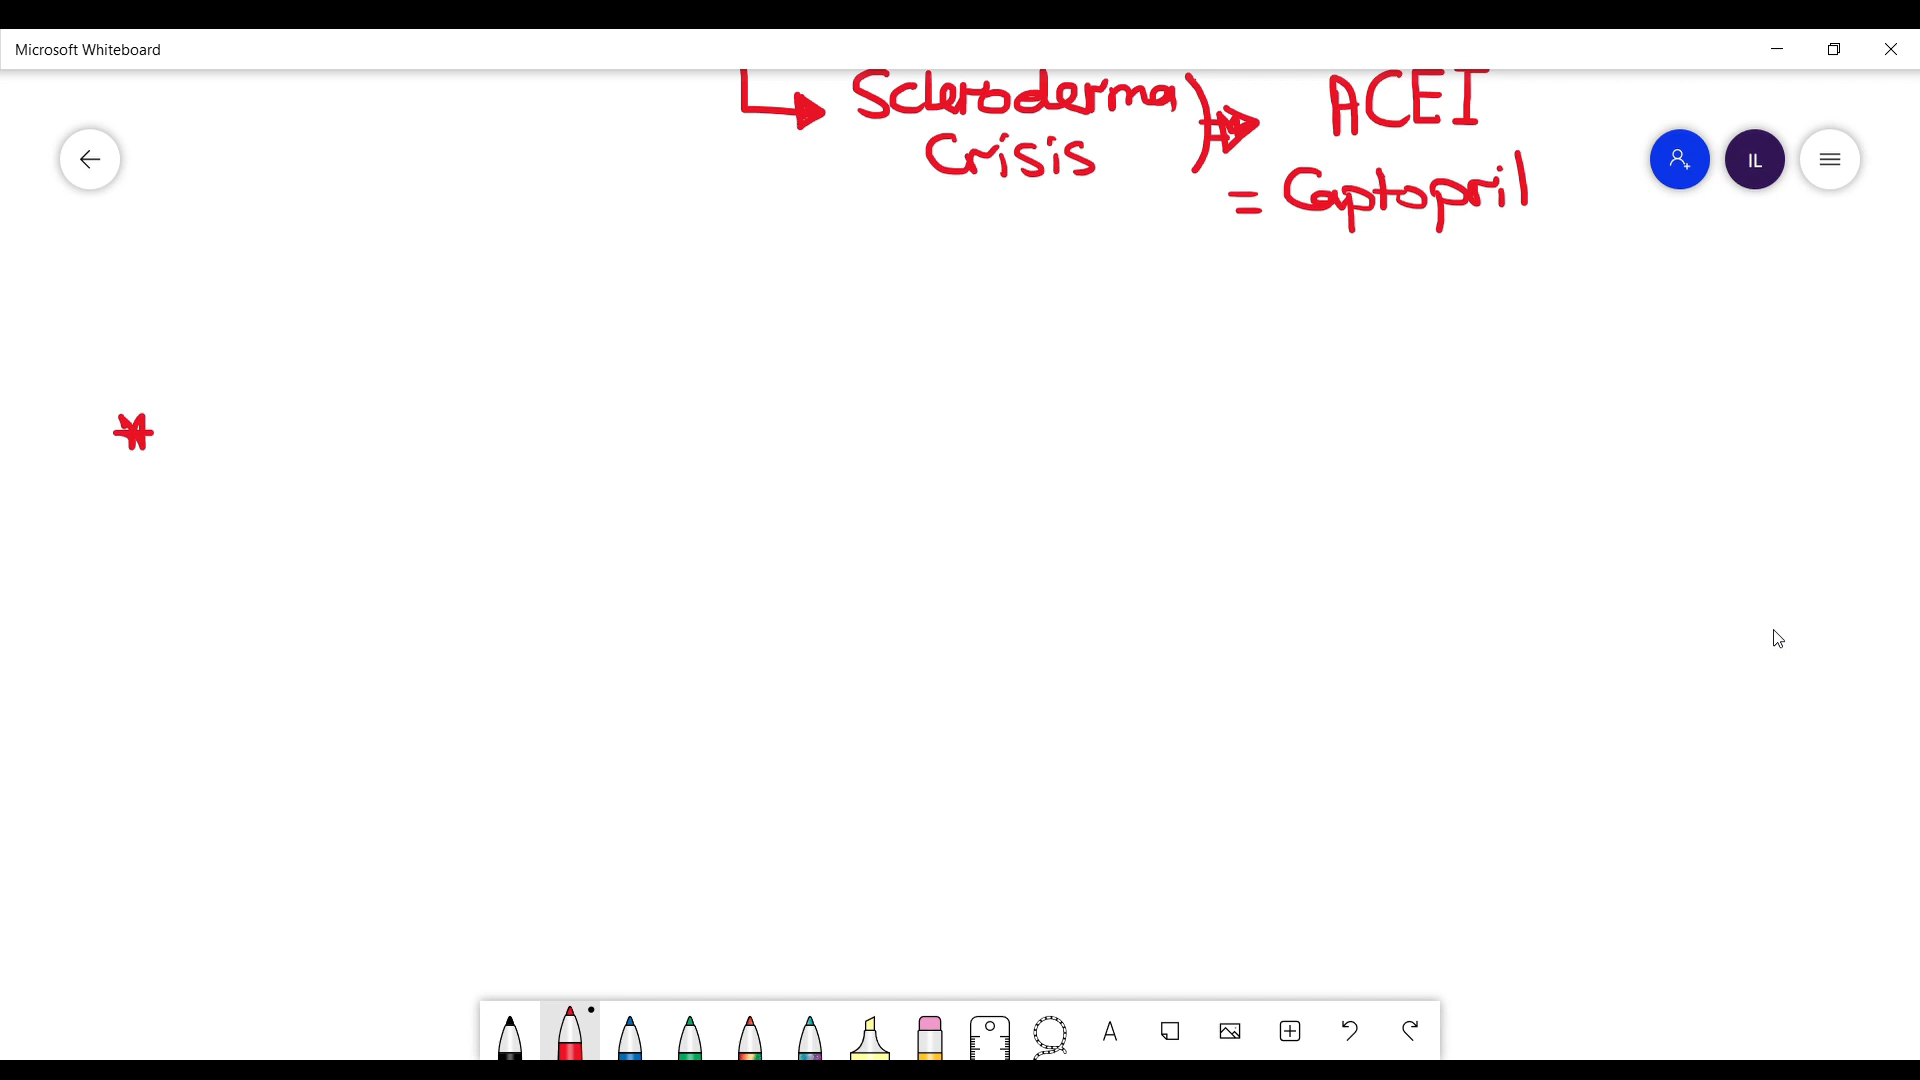 Microsoft Whiteboard
Scleroderma ACEI
Crisis
= Captopril
IL
*
A